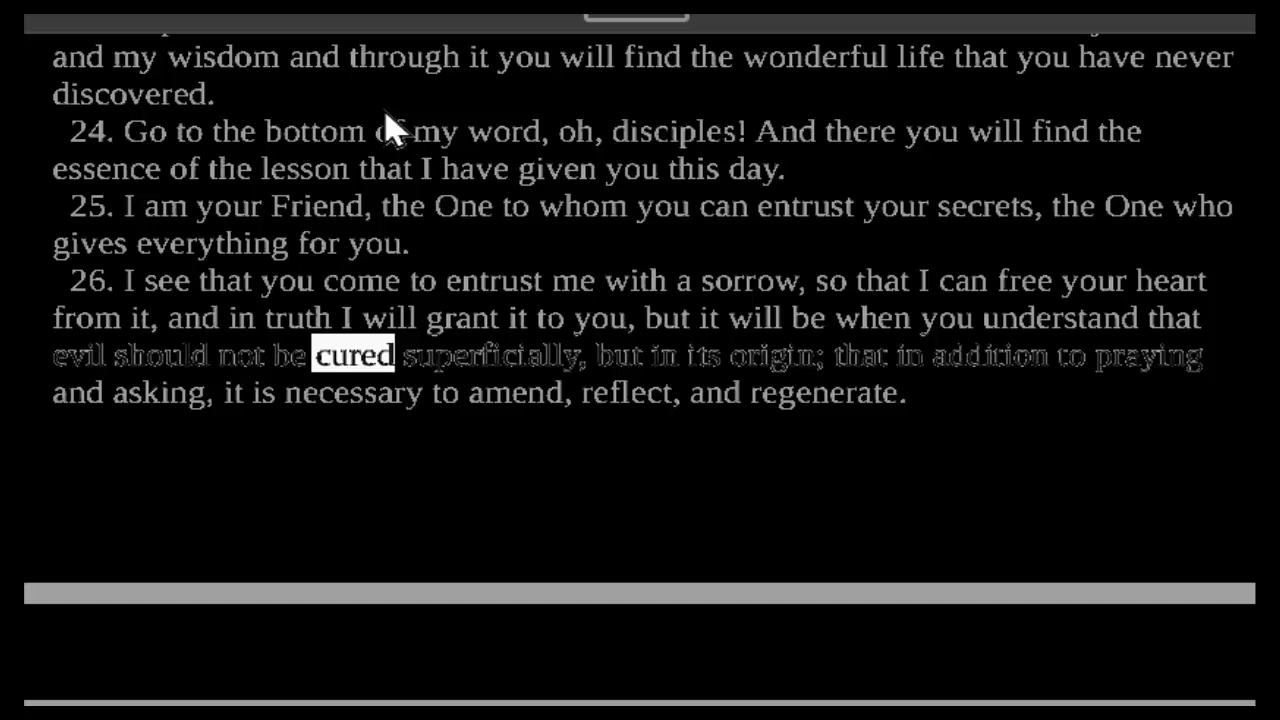 and my wisdom and through it you will find the wonderful life that you have never
discovered.
24. Go to the bottom of my word, oh, disciples! And there you will find the
essence of the lesson that I have given you this day.
25. I am your Friend, the One to whom you can entrust your secrets, the One who
gives everything for you.
26. I see that you come to entrust me with a sorrow, so that I can free your heart
from it, and in truth I will grant it to you, but it will be when you understand that
evil should not be cured superficially, but in its origin; that in addition to praying
and asking, it is necessary to amend, reflect, and regenerate.